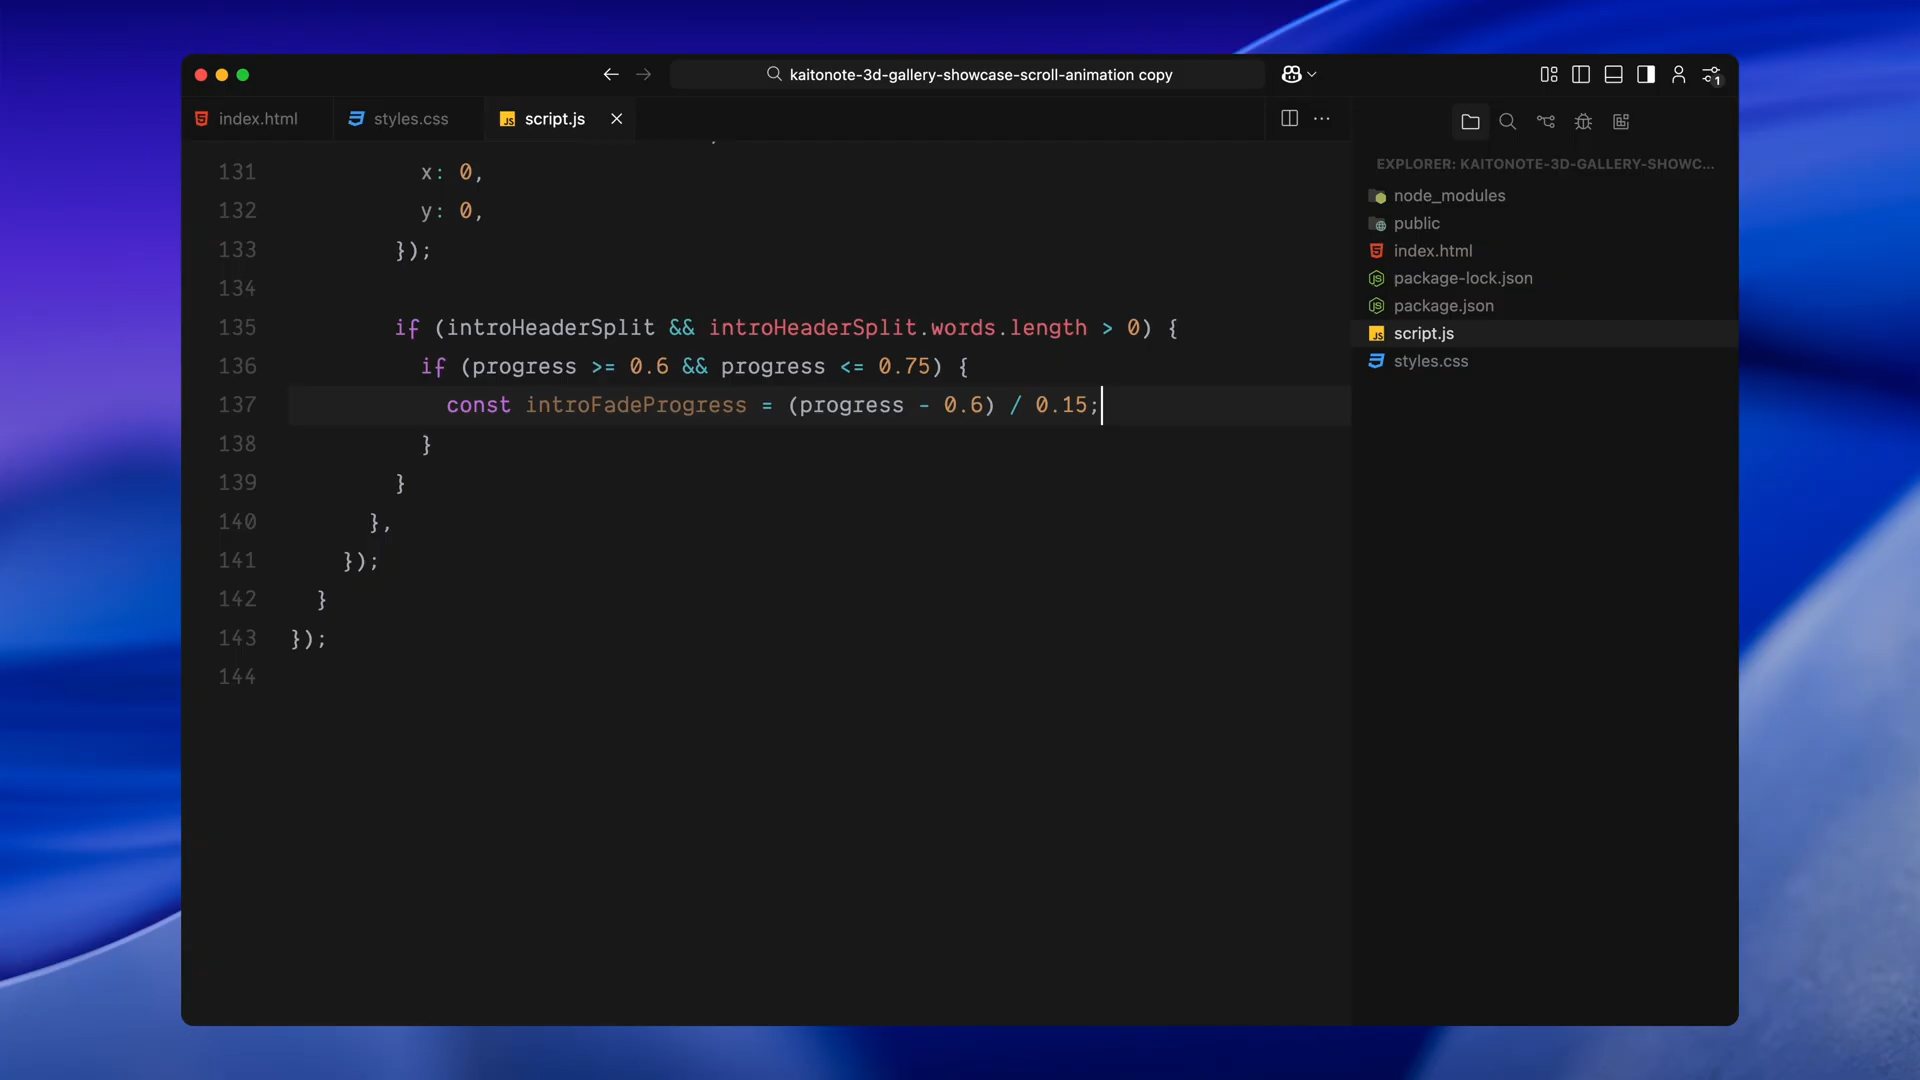 kaitonote-3d-gallery-showcase-scroll-animation copy
1
index.html
styles.css
JS script.js
131 x: 0,
132 y: 0,
133 });
134
135 if (introHeaderSplit && introHeaderSplit.words.length > 0) {
136 if (progress >= 0.6 && progress <= 0.75) {
137 const introFadeProgress = (progress - 0.6) / 0.15;
138 }
139 }
140 },
141 });
142 }
143 });
144
EXPLORER: KAITONOTE-3D-GALLERY-SHOWC...
node_modules
public
index.html
package-lock.json
package.json
JS script.js
styles.css